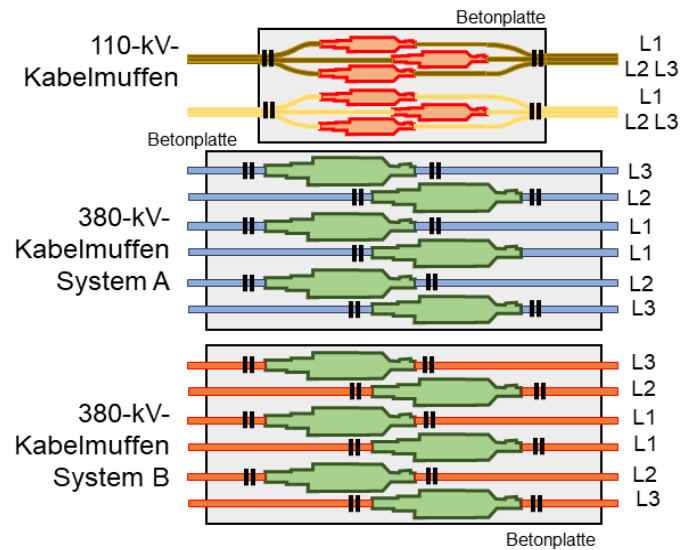 Betonplatte
110-kV-
Kabelmuffen
L1
L2 L3
L1
L2 L3
Betonplatte
380-kV-
Kabelmuffen
System A
L3
L2
L1
L1
L2
L3
380-kV-
Kabelmuffen
System B
L3
L2
L1
L1
L2
L3
Betonplatte